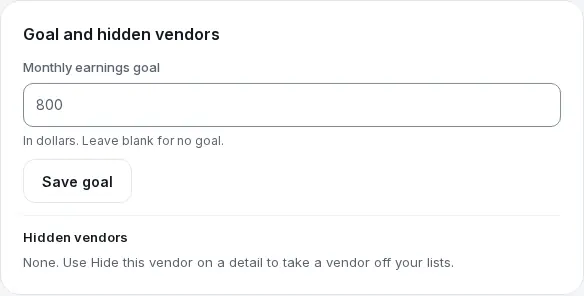 Goal and hidden vendors
Monthly earnings goal
800
In dollars. Leave blank for no goal.
Save goal
Hidden vendors
None. Use Hide this vendor on a detail to take a vendor off your lists.